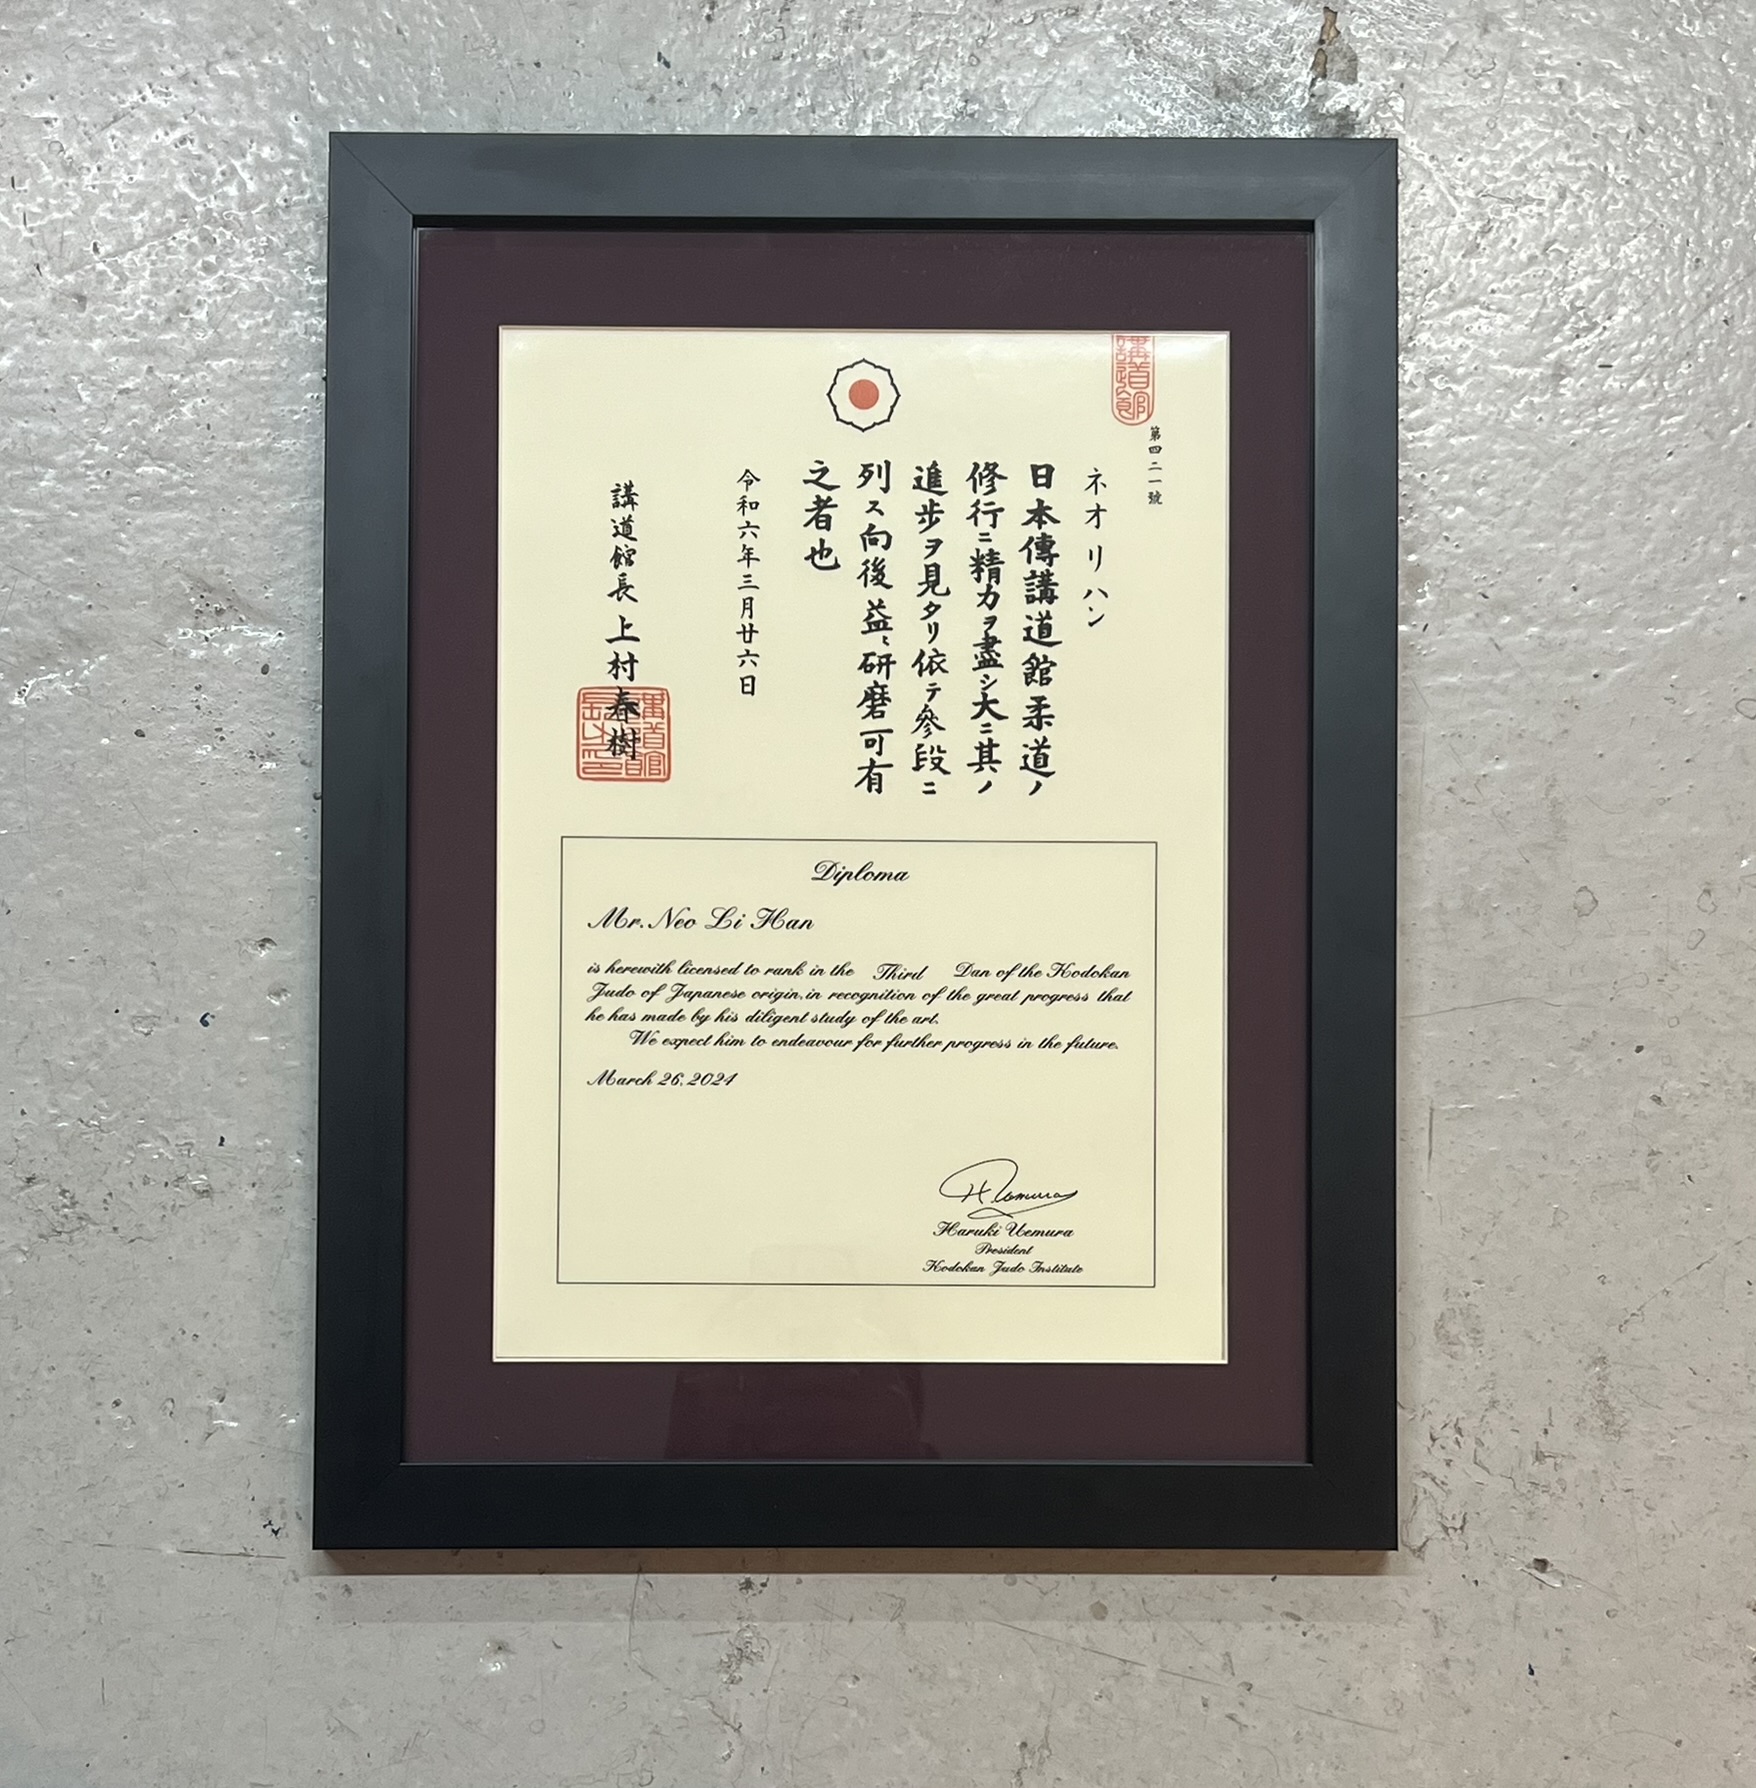 講道館
第四二一號
ネオリハン
日本傳講道館柔道ノ
修行ニ精力ヲ盡シ大ニ其ノ
進歩ヲ見タリ依テ參段ニ
列ス向後益〻研磨可有
之者也
令和六年三月廿六日
講道館長上村春樹
Diploma
Mr. Neo Li Han
is herewith licensed to rank in the Third Dan of the Kodokan
Judo of Japanese origin, in recognition of the great progress that
he has made by his diligent study of the art.
We expect him to endeavour for further progress in the future.
March 26, 2024
H. Uemura
Haruki Uemura
President
Kodokan Judo Institute